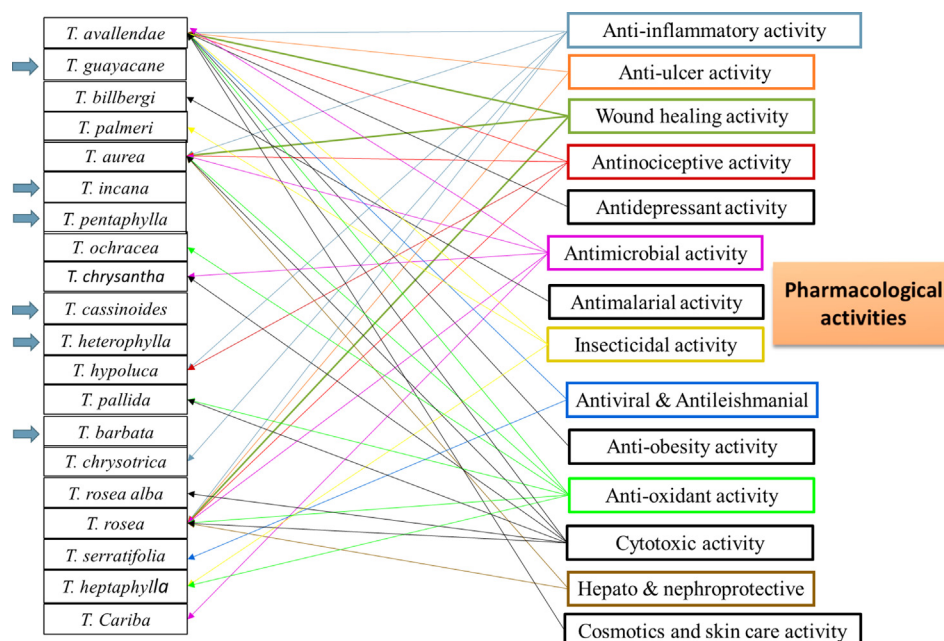 T. avallendae
T. guayacane
T. billbergi
T. palmeri
T. aurea
T. incana
T. pentaphylla
T. ochracea
T. chrysantha
T. cassinoides
T. heterophylla
T. hypoluca
T. pallida
T. barbata
T. chrysotrica
T. rosea alba
T. rosea
T. serratifolia
T. heptaphylla
T. Cariba
Anti-inflammatory activity
Anti-ulcer activity
Wound healing activity
Antinociceptive activity
Antidepressant activity
Antimicrobial activity
Antimalarial activity
Insecticidal activity
Antiviral & Antileishmanial
Anti-obesity activity
Anti-oxidant activity
Cytotoxic activity
Hepato & nephroprotective
Cosmotics and skin care activity
Pharmacological
activities